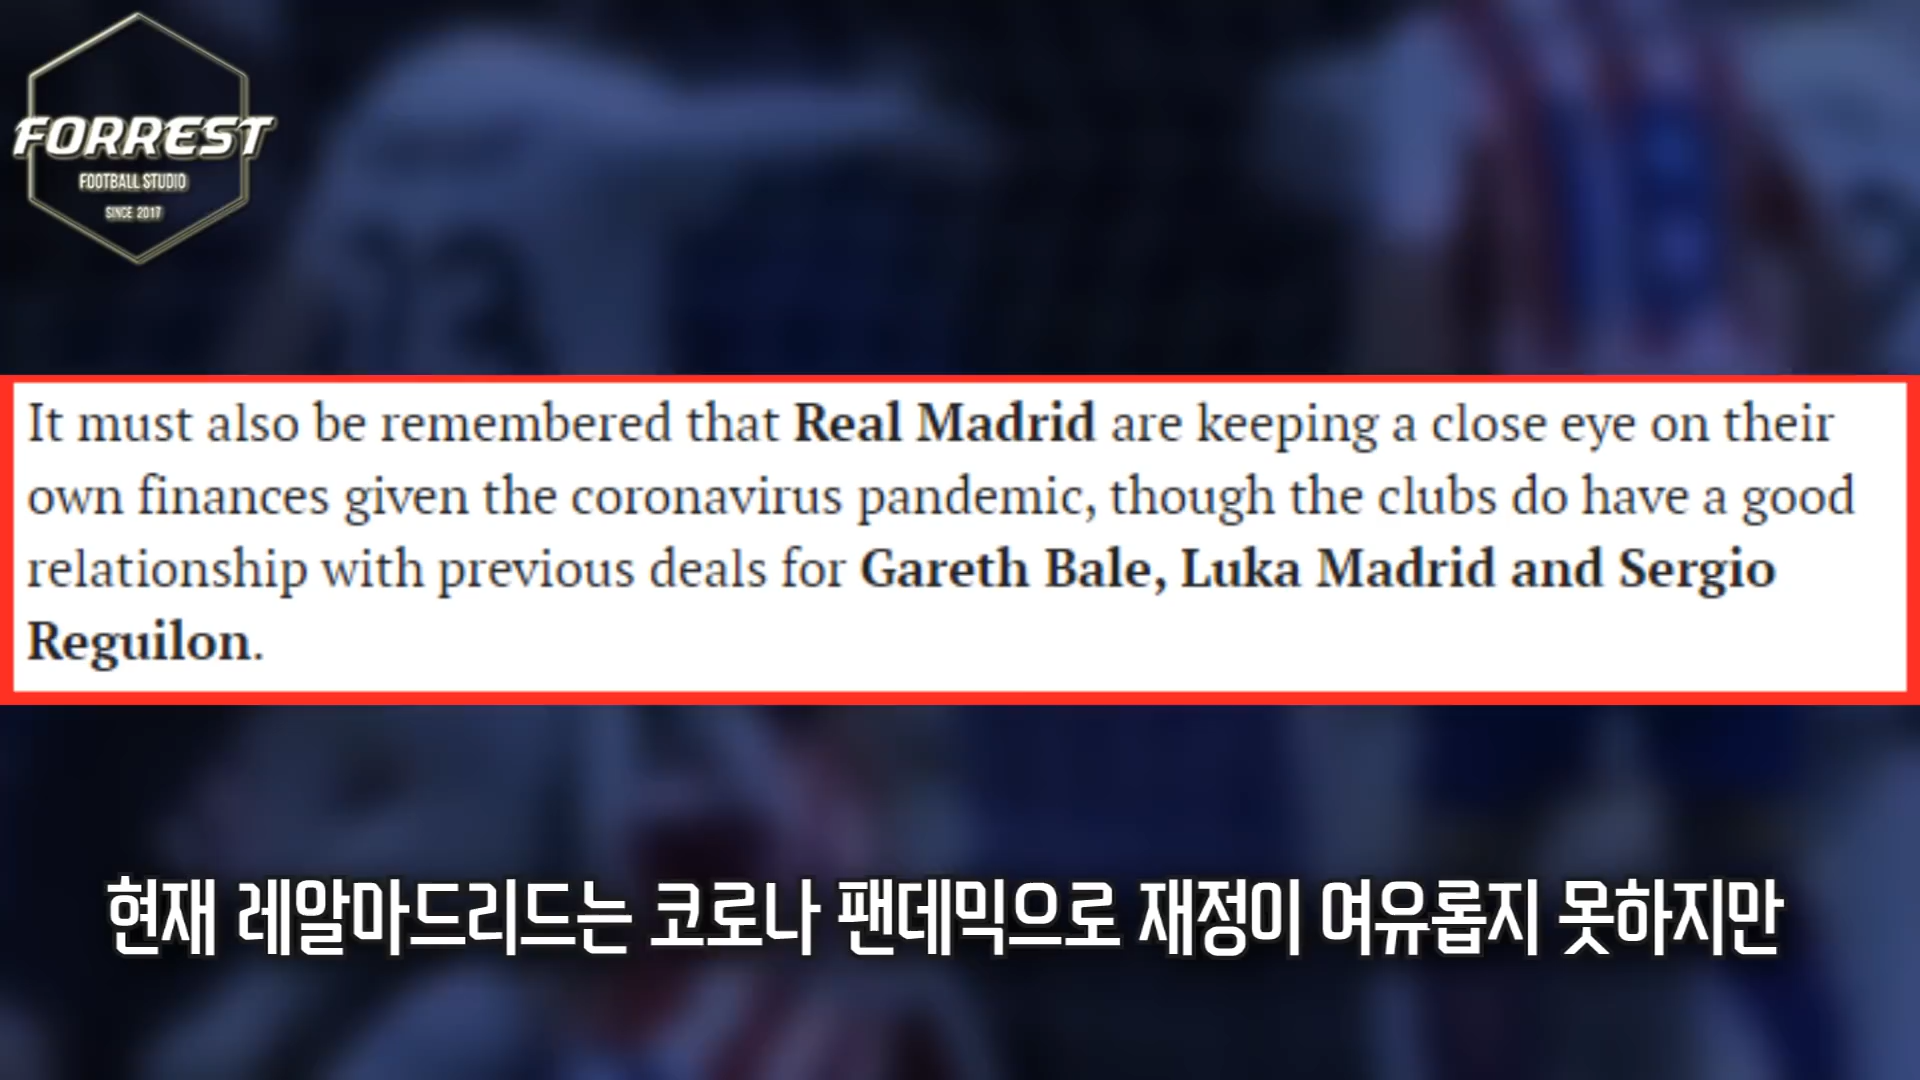 FORREST
FOOTBALL STUDIO
SINCE 2017
It must also be remembered that Real Madrid are keeping a close eye on their
own finances given the coronavirus pandemic, though the clubs do have a good
relationship with previous deals for Gareth Bale, Luka Madrid and Sergio
Reguilon.
현재 레알마드리드는 코로나 팬데믹으로 재정이 여유롭지 못하지만